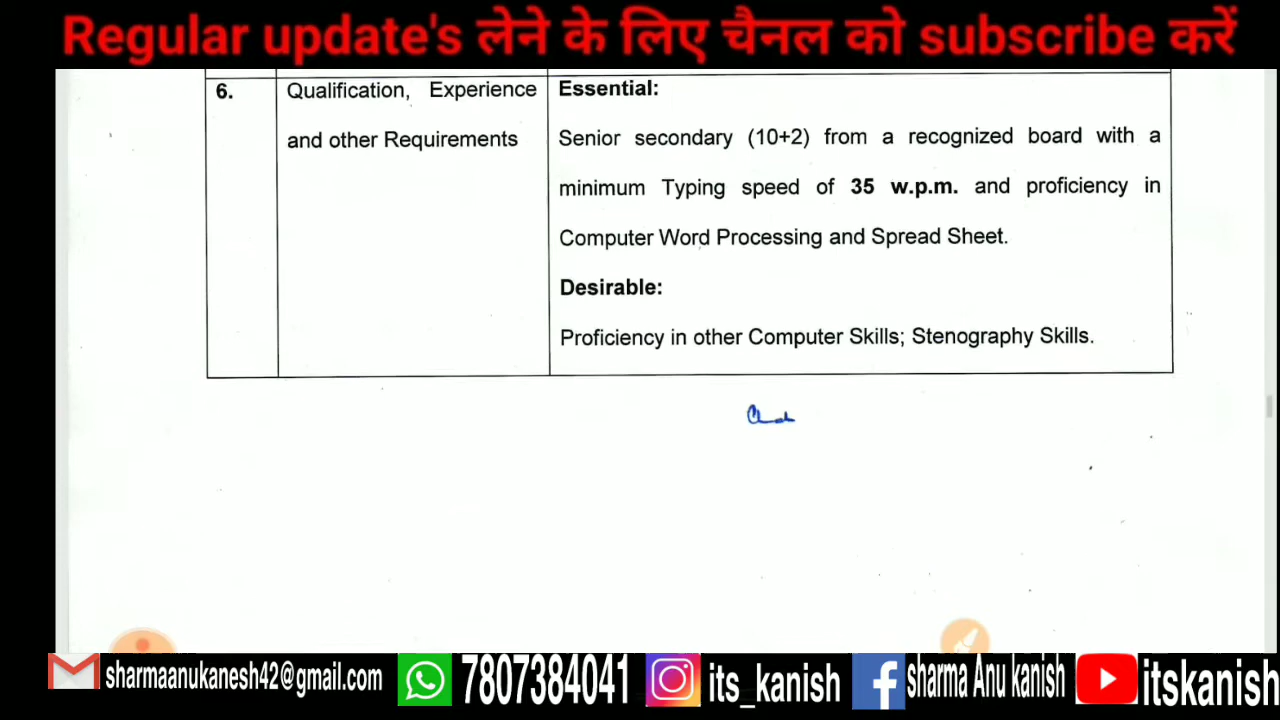 Regular update's लेने के लिए चैनल को subscribe करें
6. Qualification, Experience Essential:
and other Requirements Senior secondary (10+2) from a recognized board with a
minimum Typing speed of 35 w.p.m. and proficiency in
Computer Word Processing and Spread Sheet.
Desirable:
Proficiency in other Computer Skills; Stenography Skills.
sharmaanukanesh42@gmail.com 7807384041 its_kanish sharma Anu kanish itskanish